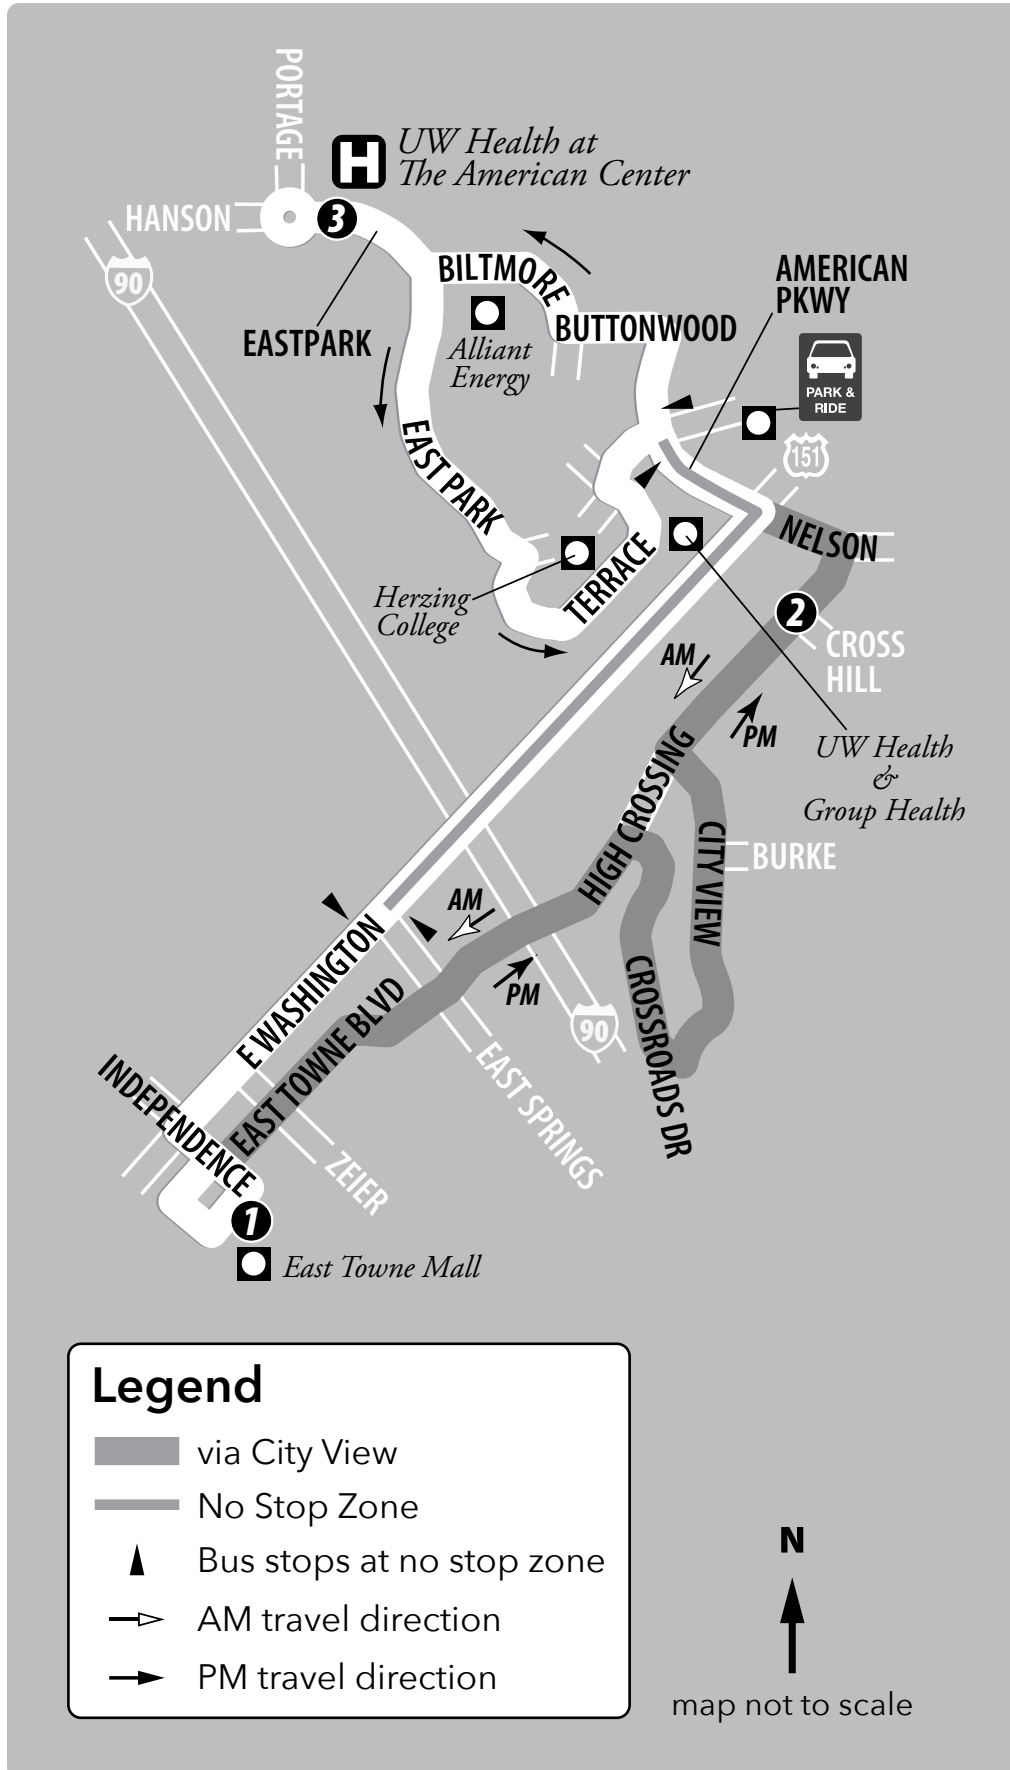 PORTAGE
H
UW Health at
The American Center
HANSON
3
90
BILTMORE
AMERICAN
PKWY
EASTPARK
BUTTONWOOD
Alliant
Energy
PARK &
RIDE
151
EAST PARK
NELSON
TERRACE
Herzing
College
2
CROSS
HILL
AM
PM
UW Health
&
Group Health
HIGH CROSSING
CITY VIEW
BURKE
AM
PM
E WASHINGTON
EAST TOWNE BLVD
CROSSROADS DR
90
INDEPENDENCE
EAST SPRINGS
ZEIER
1
East Towne Mall
Legend
via City View
No Stop Zone
Bus stops at no stop zone
AM travel direction
PM travel direction
N
map not to scale